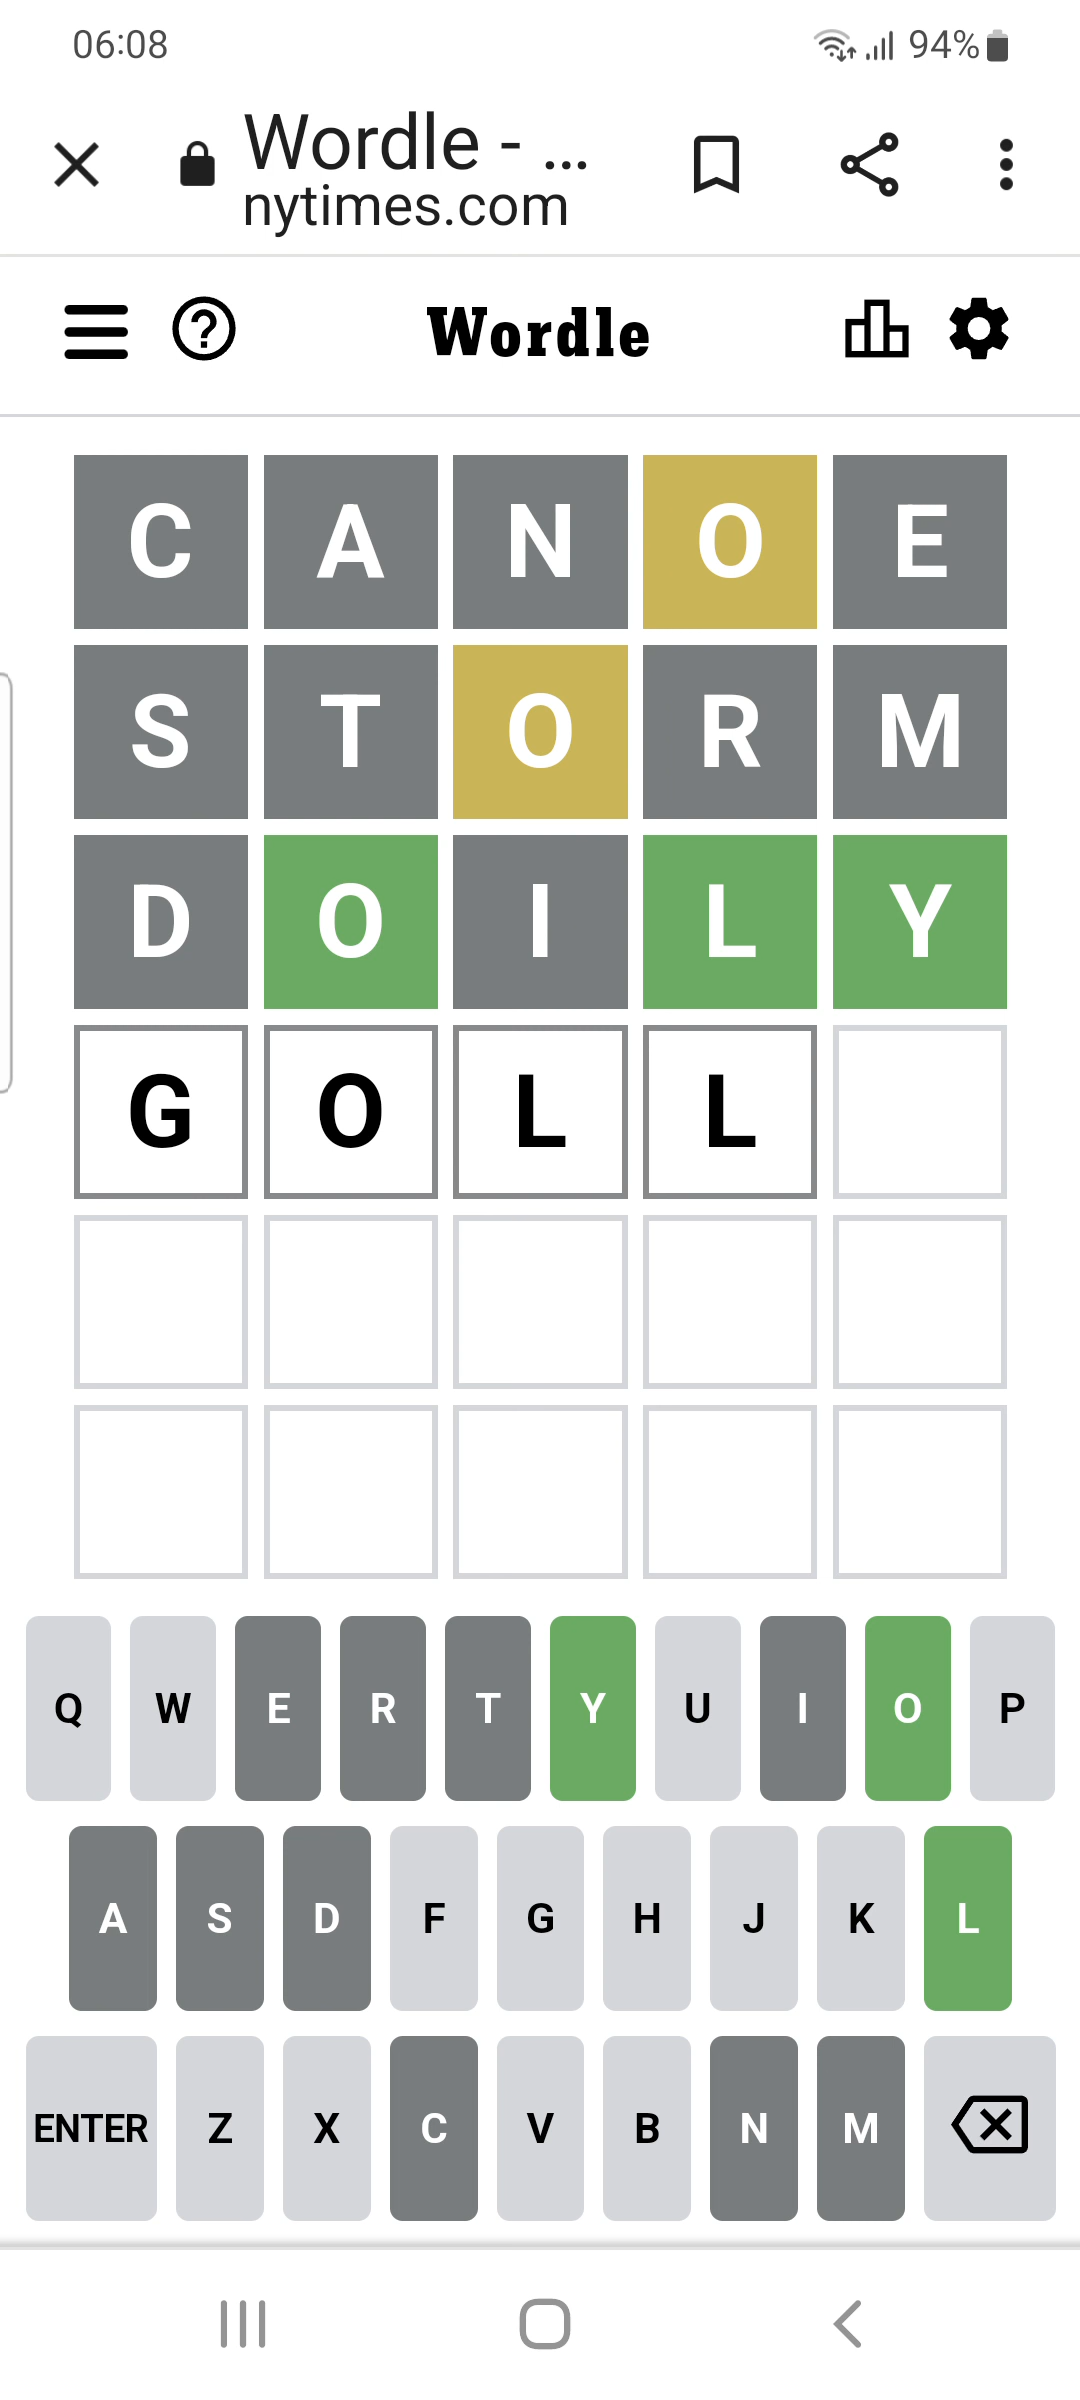 06:08 94%
Wordle - ...
nytimes.com
Wordle
C A N O E
S T O R M
D O I L Y
G O L L
Q W E R T Y U I O P
A S D F G H J K L
ENTER Z X C V B N M